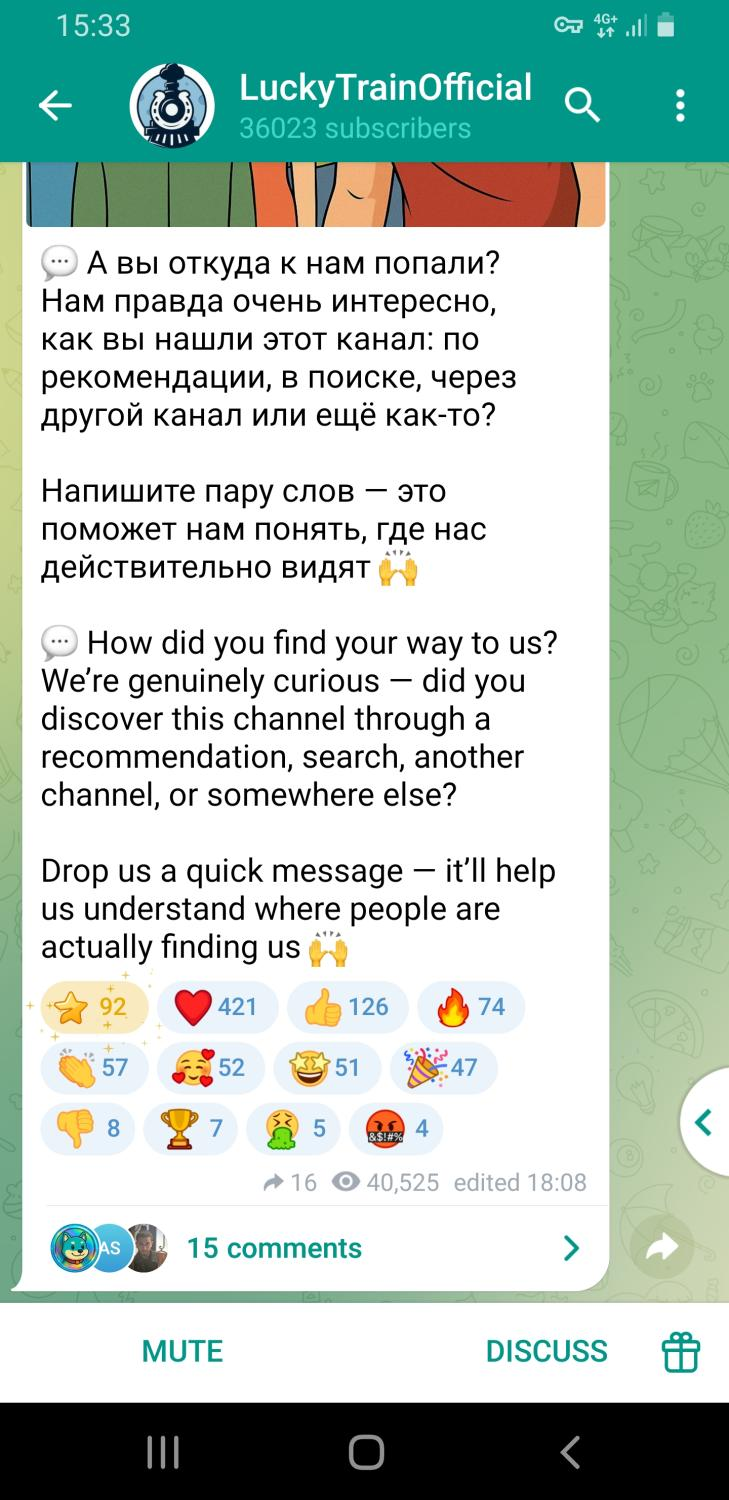 15:33
4G+
LuckyTrainOfficial
36023 subscribers
💬 А вы откуда к нам попали?
Нам правда очень интересно,
как вы нашли этот канал: по
рекомендации, в поиске, через
другой канал или ещё как-то?
Напишите пару слов — это
поможет нам понять, где нас
действительно видят 🙌
💬 How did you find your way to us?
We’re genuinely curious — did you
discover this channel through a
recommendation, search, another
channel, or somewhere else?
Drop us a quick message — it’ll help
us understand where people are
actually finding us 🙌
⭐ 92 ❤️ 421 👍 126 🔥 74
👏 57 🥰 52 🤩 51 🎉 47
👎 8 🏆 7 🤮 5 🤬 4
16 40,525 edited 18:08
AS 15 comments
MUTE DISCUSS